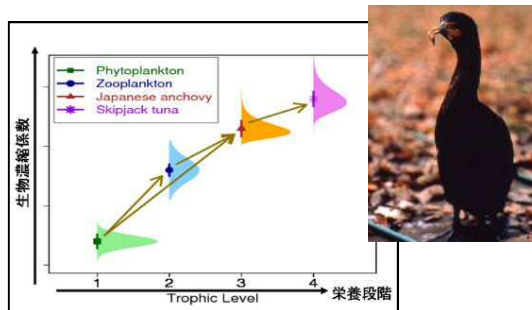 Phytoplankton
Zooplankton
Japanese anchovy
Skipjack tuna
生物濃縮係数
1 2 3 4
Trophic Level
栄養段階